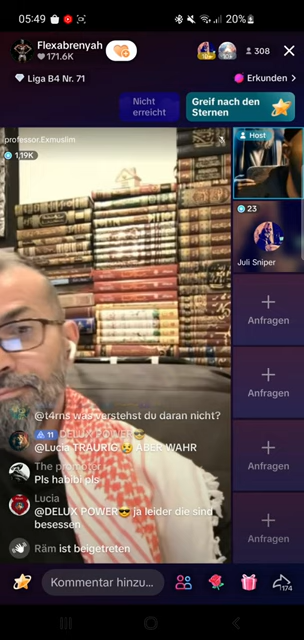 05:49
20%
Flexabrenyah
171.6K
308
Liga B4 Nr. 71
Erkunden >
Nicht
erreicht
Greif nach den
Sternen
professor.Exmuslim
1,19K
Host
23
Juli Sniper
Anfragen
Anfragen
Anfragen
Anfragen
@t4rns was verstehst du daran nicht?
11 DELUX POWER😎
@Lucia TRAURIG 😢 ABER WAHR
The promoter
Pls habibi pls
Lucia
@DELUX POWER😎 ja leider die sind
besessen
Räm ist beigetreten
Kommentar hinzu...
174